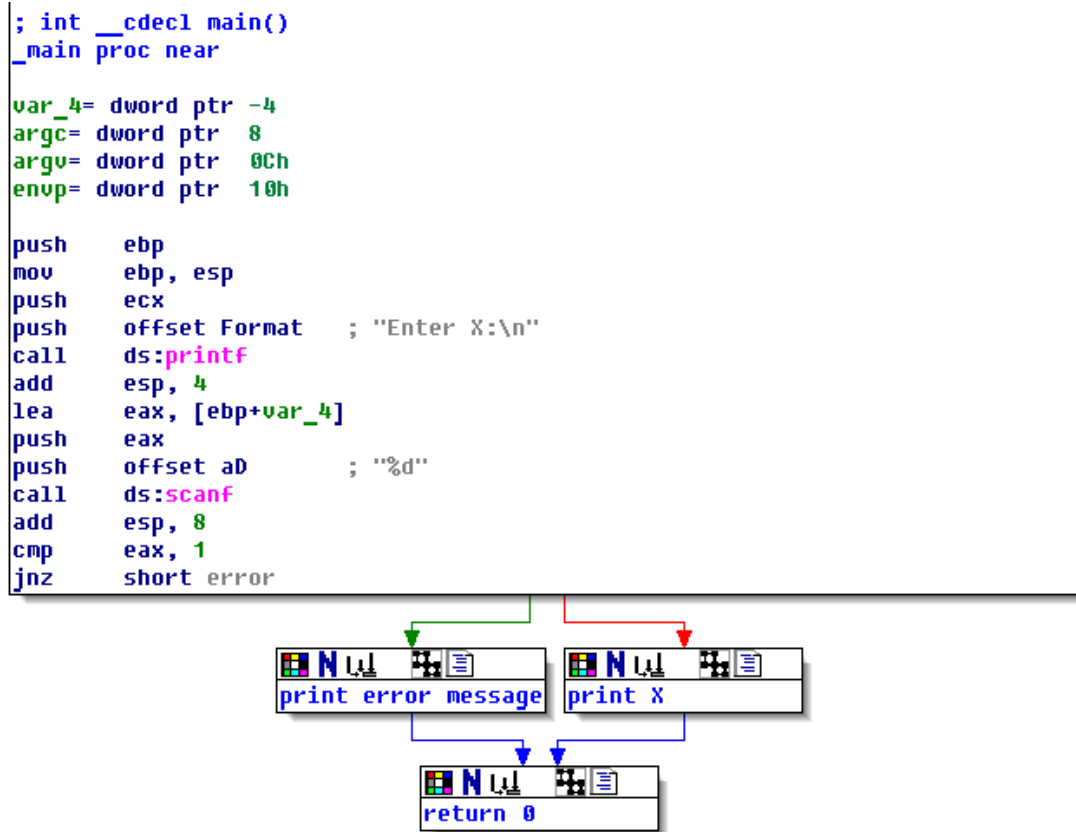 ; int __cdecl main()
_main proc near
var_4= dword ptr -4
argc= dword ptr  8
argv= dword ptr  0Ch
envp= dword ptr  10h
push    ebp
mov     ebp, esp
push    ecx
push    offset Format   ; "Enter X:\n"
call    ds:printf
add     esp, 4
lea     eax, [ebp+var_4]
push    eax
push    offset aD       ; "%d"
call    ds:scanf
add     esp, 8
cmp     eax, 1
jnz     short error
print error message
print X
return 0